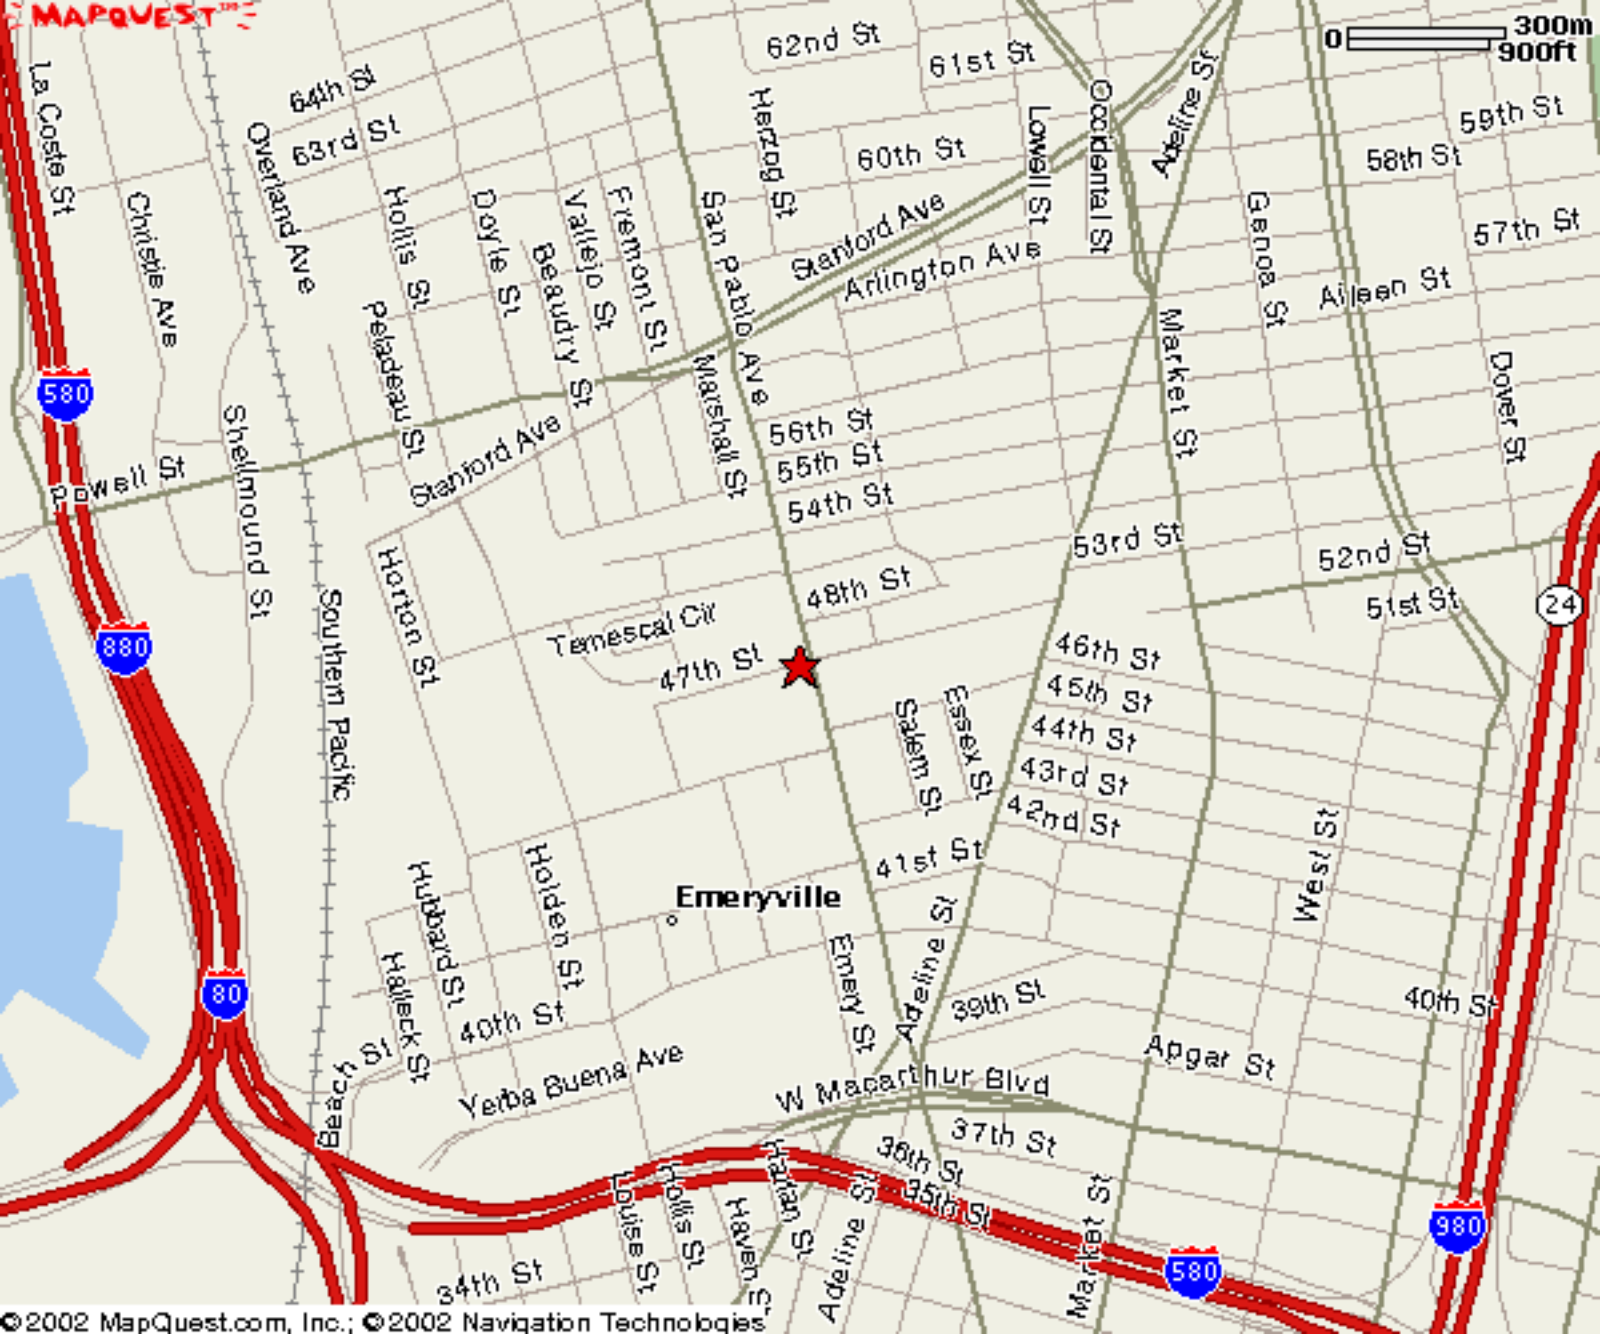 MAPQUEST
0
300m
900ft
62nd St
61st St
64th St
63rd St
La Coste St
Overland Ave
Herzog St
60th St
Lowell St
Occidental St
Adeline St
59th St
58th St
57th St
Christie Ave
Hollis St
Doyle St
Vallejo St
Fremont St
Beaudry St
San Pablo Ave
Stanford Ave
Arlington Ave
Genoa St
Aileen St
Peladeau St
Marshall St
Market St
Dover St
580
Shellmound St
Powell St
Stanford Ave
56th St
55th St
54th St
53rd St
52nd St
51st St
24
Horton St
Southern Pacific
48th St
Temescal Cir
47th St
880
46th St
45th St
44th St
43rd St
42nd St
Salem St
Essex St
41st St
West St
Holden St
Hubbard St
Emeryville
Halleck St
Emery St
Adeline St
80
39th St
40th St
40th St
Beach St
Yerba Buena Ave
W Macarthur Blvd
Apgar St
37th St
36th St
35th St
Louise St
Hollis St
Haven St
Harlan St
Adeline St
Market St
980
580
34th St
©2002 MapQuest.com, Inc.; ©2002 Navigation Technologies